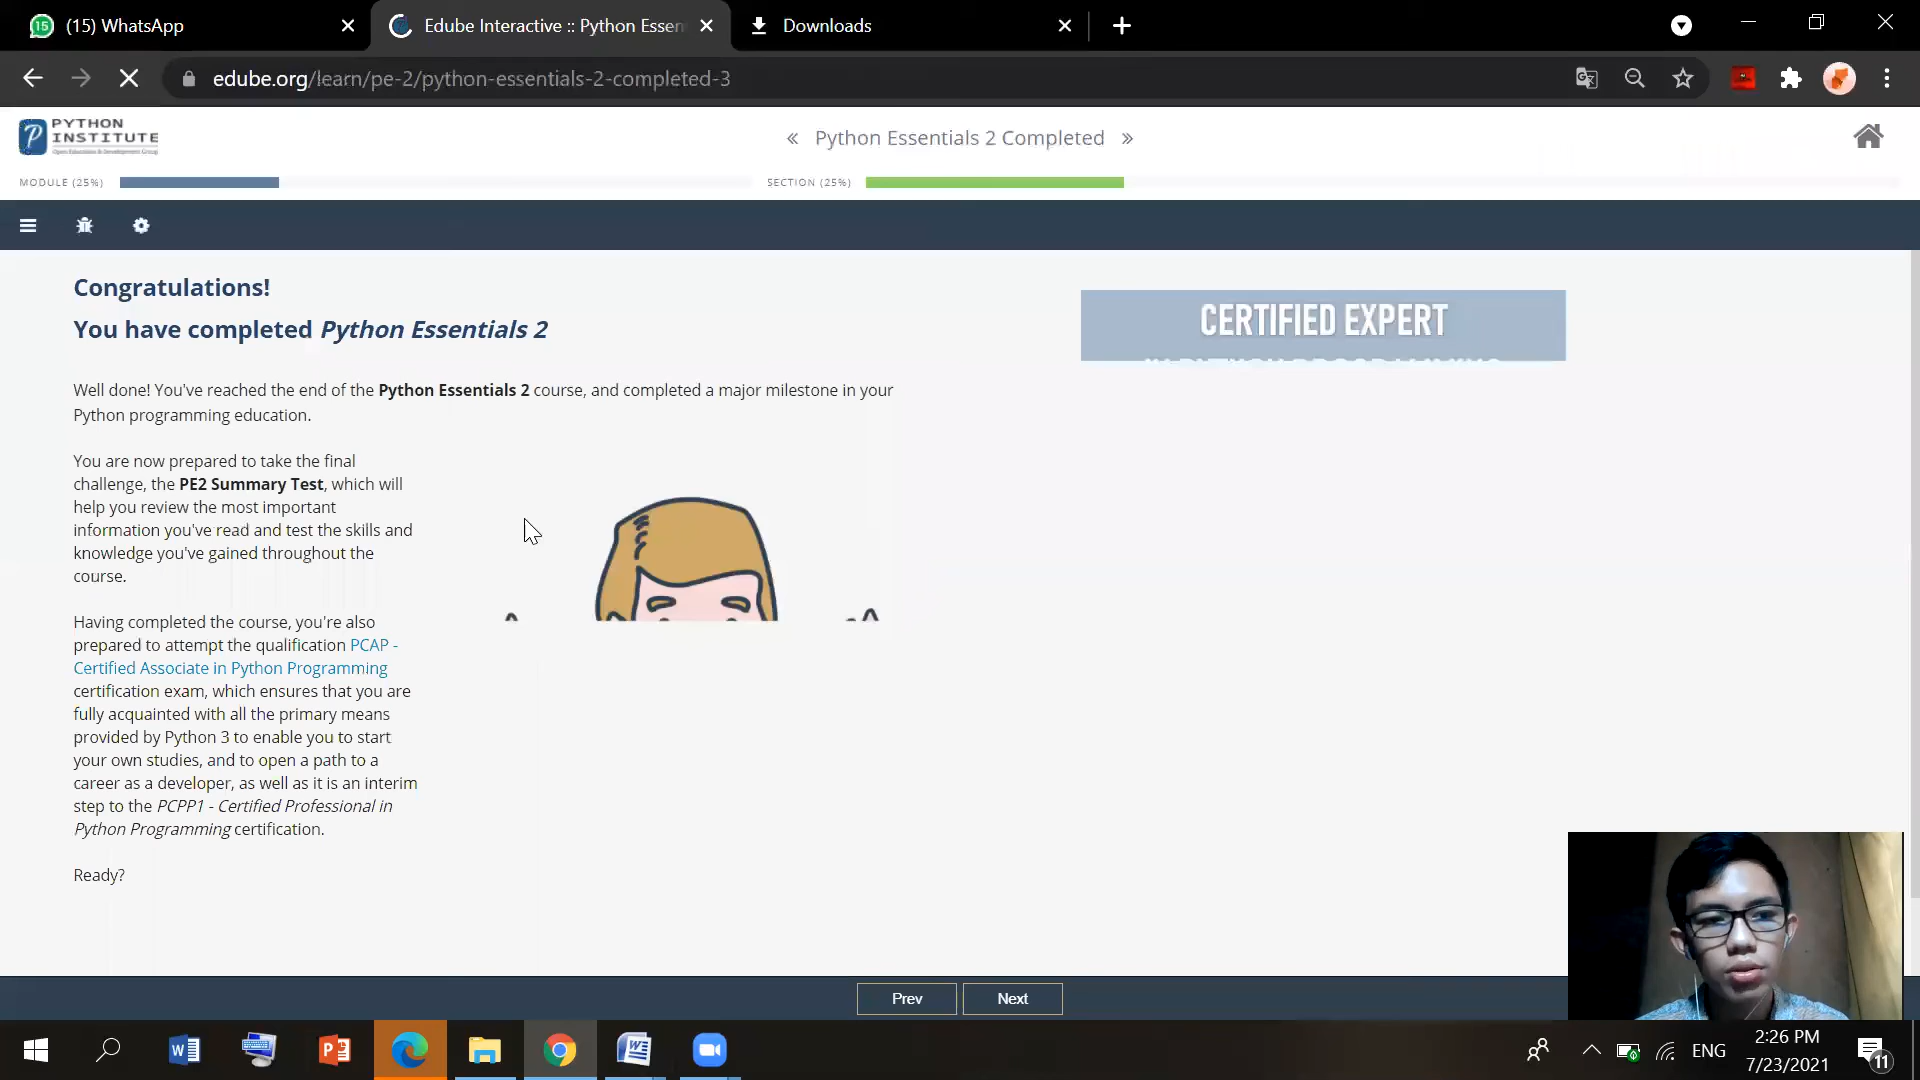 (15) WhatsApp
Edube Interactive :: Python Essen
Downloads
edube.org/learn/pe-2/python-essentials-2-completed-3
PYTHON
INSTITUTE
Open Education & Development Group
« Python Essentials 2 Completed »
MODULE (25%)
SECTION (25%)
Congratulations!
You have completed Python Essentials 2
Well done! You've reached the end of the Python Essentials 2 course, and completed a major milestone in your
Python programming education.
You are now prepared to take the final
challenge, the PE2 Summary Test, which will
help you review the most important
information you've read and test the skills and
knowledge you've gained throughout the
course.
Having completed the course, you're also
prepared to attempt the qualification PCAP -
Certified Associate in Python Programming
certification exam, which ensures that you are
fully acquainted with all the primary means
provided by Python 3 to enable you to start
your own studies, and to open a path to a
career as a developer, as well as it is an interim
step to the PCPP1 - Certified Professional in
Python Programming certification.
Ready?
CERTIFIED EXPERT
Prev
Next
ENG
2:26 PM
7/23/2021
11